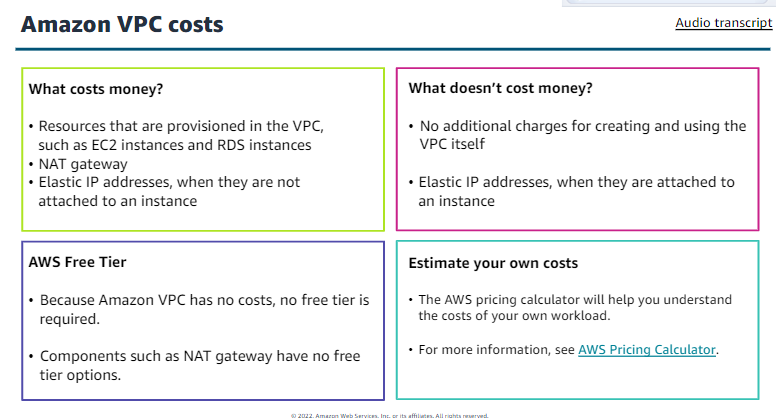 Amazon VPC costs
Audio transcript
What costs money?
• Resources that are provisioned in the VPC,
such as EC2 instances and RDS instances
• NAT gateway
• Elastic IP addresses, when they are not
attached to an instance
What doesn’t cost money?
• No additional charges for creating and using the
VPC itself
• Elastic IP addresses, when they are attached to
an instance
AWS Free Tier
• Because Amazon VPC has no costs, no free tier is
required.
• Components such as NAT gateway have no free
tier options.
Estimate your own costs
• The AWS pricing calculator will help you understand
the costs of your own workload.
• For more information, see AWS Pricing Calculator.
© 2022, Amazon Web Services, Inc. or its affiliates. All rights reserved.